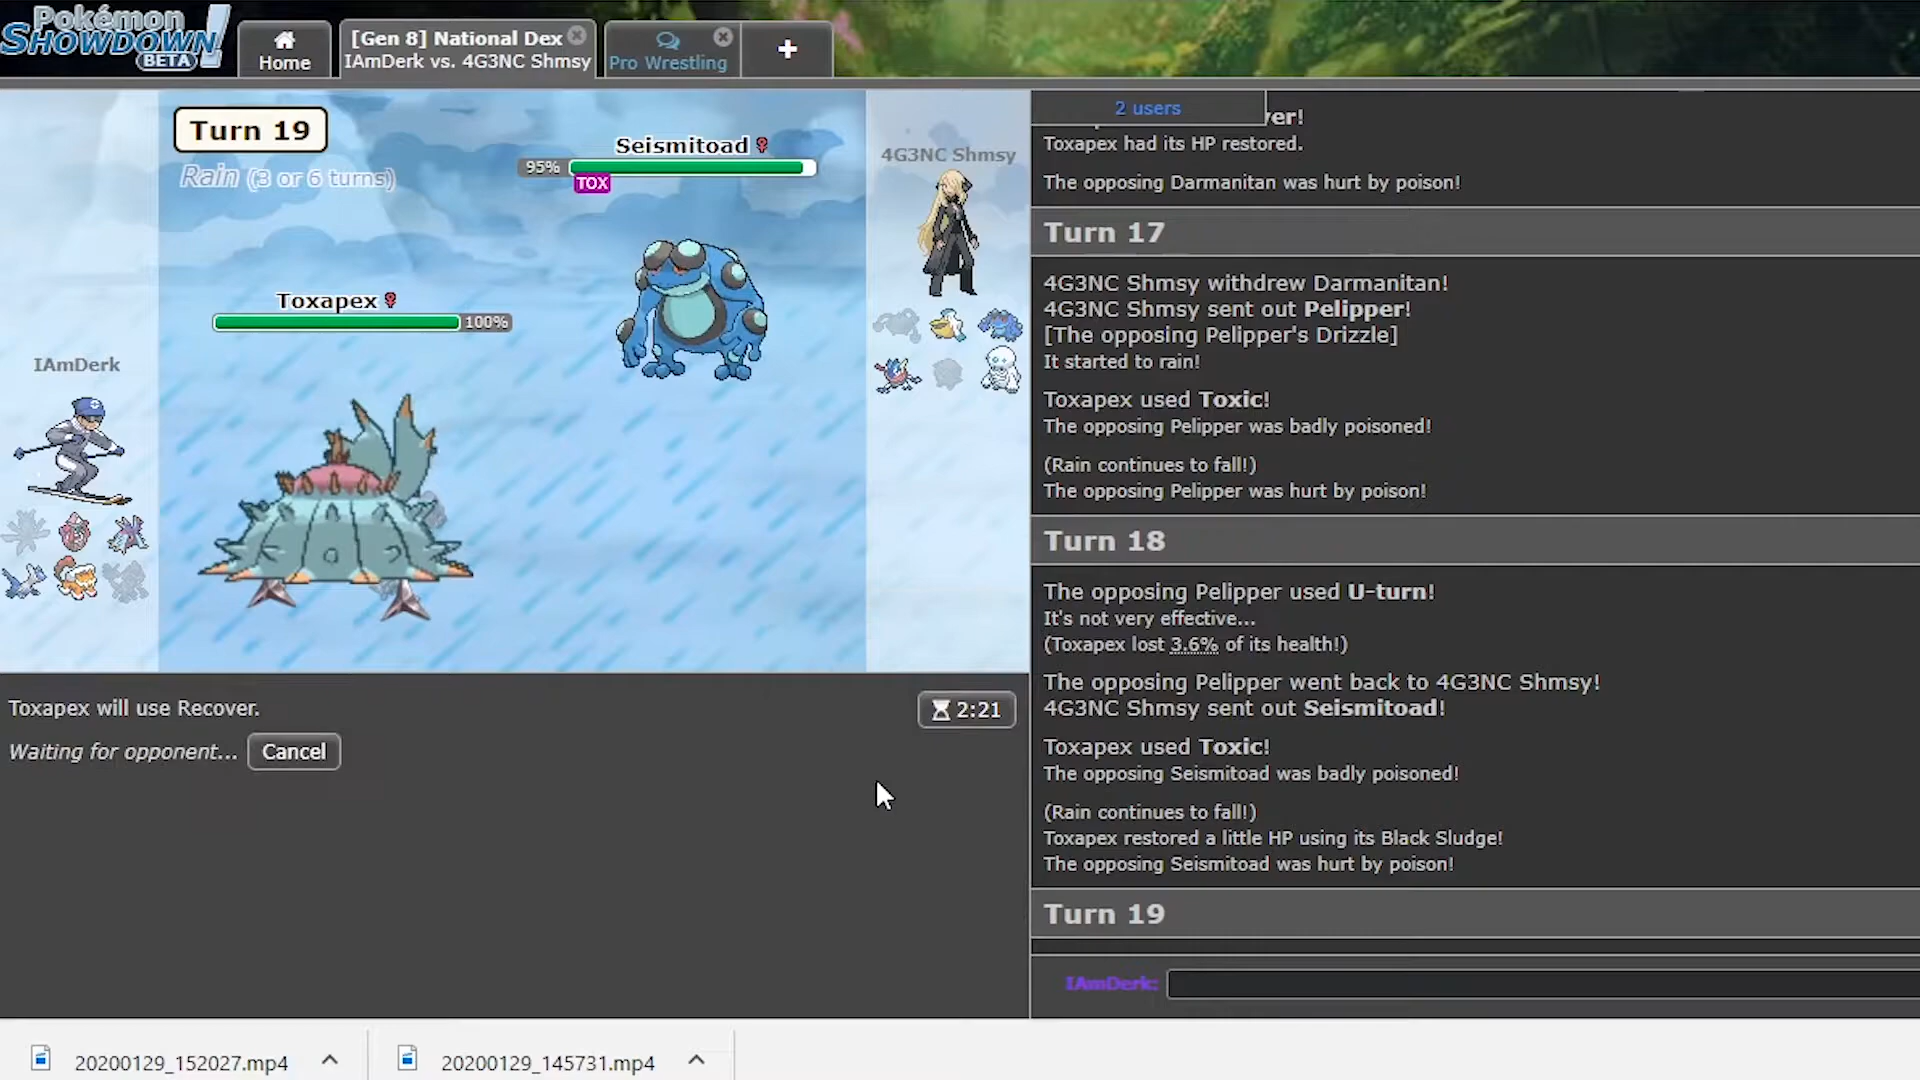 Pokémon
SHOWDOWN!
BETA
Home
[Gen 8] National Dex
IAmDerk vs. 4G3NC Shmsy
Pro Wrestling
+
Turn 19
Rain (3 or 6 turns)
Seismitoad ♀
95%
TOX
Toxapex ♀
100%
IAmDerk
4G3NC Shmsy
Toxapex will use Recover.
Waiting for opponent... Cancel
2:21
2 users
ver!
Toxapex had its HP restored.
The opposing Darmanitan was hurt by poison!
Turn 17
4G3NC Shmsy withdrew Darmanitan!
4G3NC Shmsy sent out Pelipper!
[The opposing Pelipper's Drizzle]
It started to rain!
Toxapex used Toxic!
The opposing Pelipper was badly poisoned!
(Rain continues to fall!)
The opposing Pelipper was hurt by poison!
Turn 18
The opposing Pelipper used U-turn!
It's not very effective...
(Toxapex lost 3.6% of its health!)
The opposing Pelipper went back to 4G3NC Shmsy!
4G3NC Shmsy sent out Seismitoad!
Toxapex used Toxic!
The opposing Seismitoad was badly poisoned!
(Rain continues to fall!)
Toxapex restored a little HP using its Black Sludge!
The opposing Seismitoad was hurt by poison!
Turn 19
IAmDerk:
20200129_152027.mp4
20200129_145731.mp4